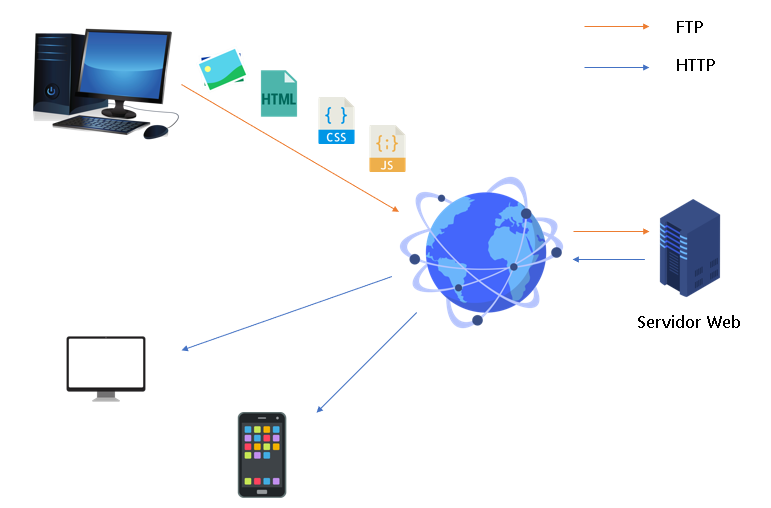 FTP
HTTP
HTML
{ }
CSS
{;}
JS
Servidor Web